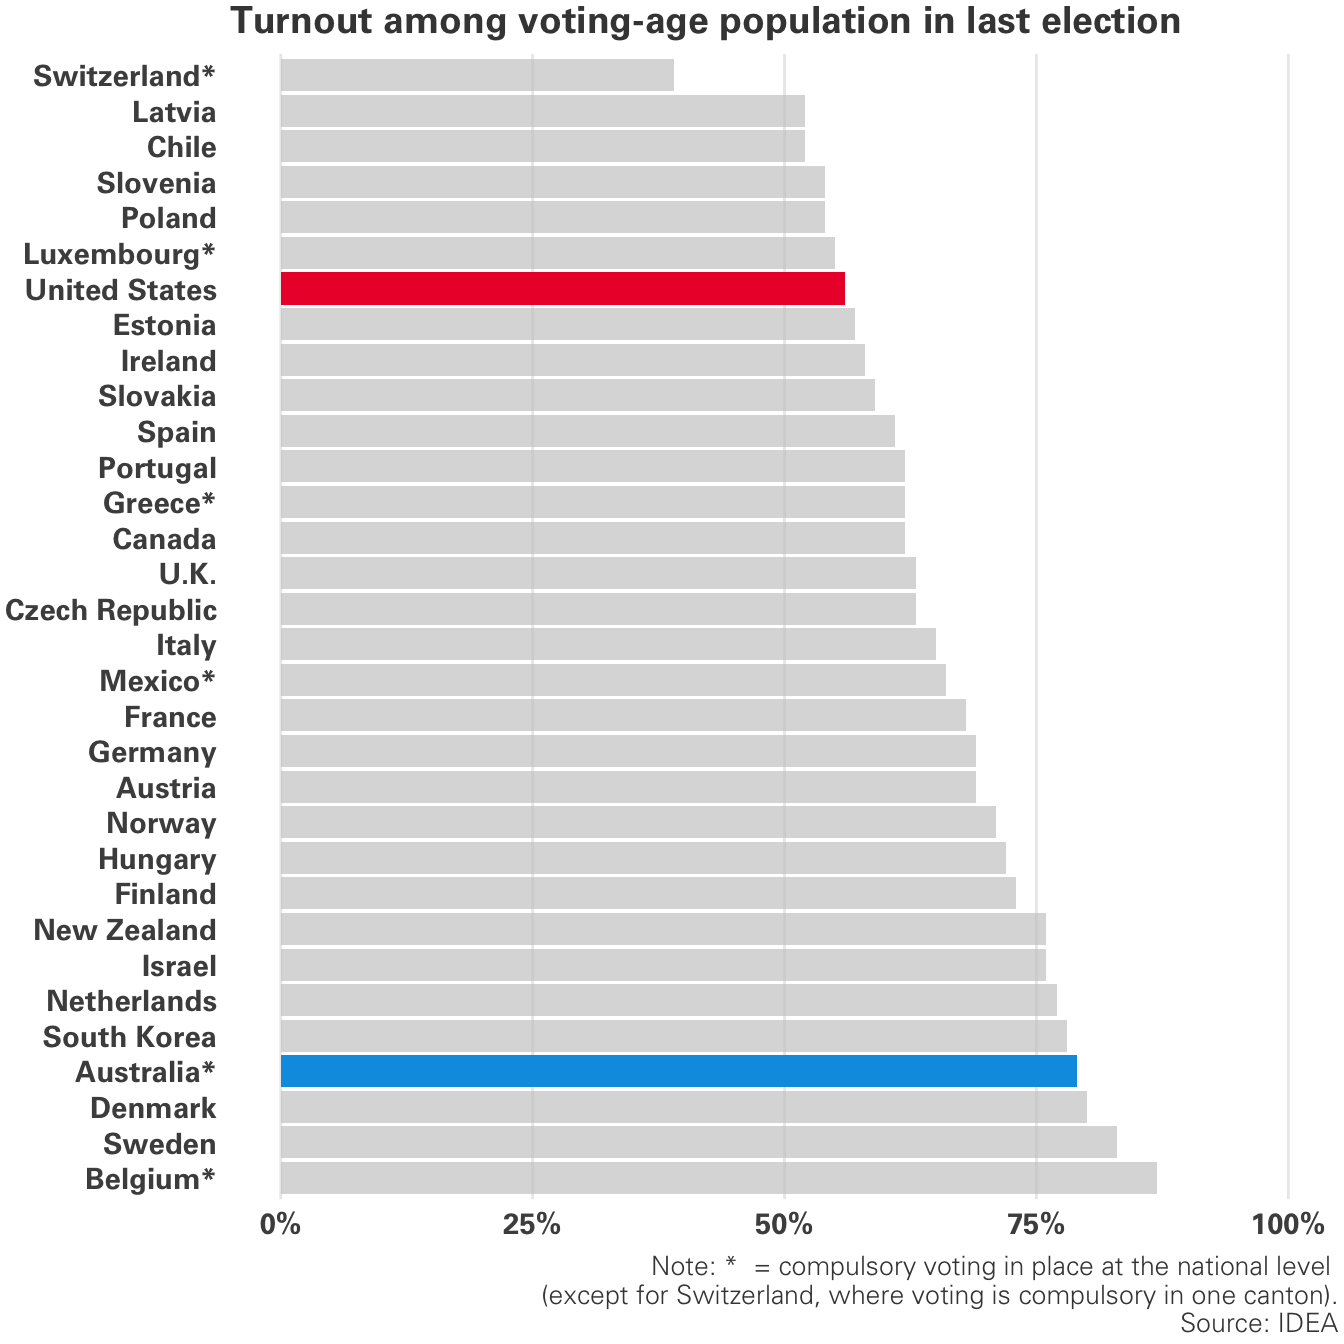 Turnout among voting-age population in last election
Switzerland*
Latvia
Chile
Slovenia
Poland
Luxembourg*
United States
Estonia
Ireland
Slovakia
Spain
Portugal
Greece*
Canada
U.K.
Czech Republic
Italy
Mexico*
France
Germany
Austria
Norway
Hungary
Finland
New Zealand
Israel
Netherlands
South Korea
Australia*
Denmark
Sweden
Belgium*
0% 25% 50% 75% 100%
Note: * = compulsory voting in place at the national level
(except for Switzerland, where voting is compulsory in one canton).
Source: IDEA